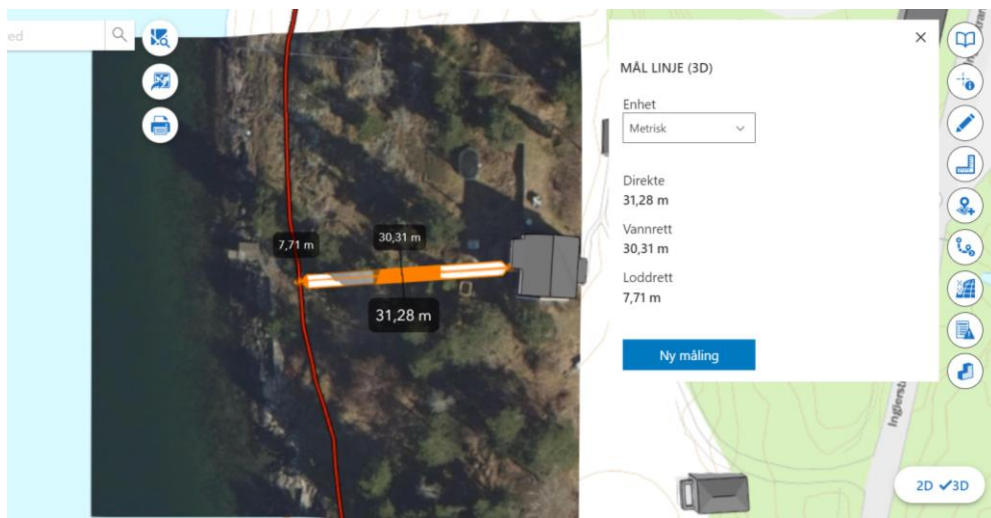 ed
MÅL LINJE (3D)
Enhet
Metrisk
Direkte
31,28 m
Vannrett
30,31 m
Loddrett
7,71 m
Ny måling
7,71 m
30,31 m
31,28 m
2D ✓3D